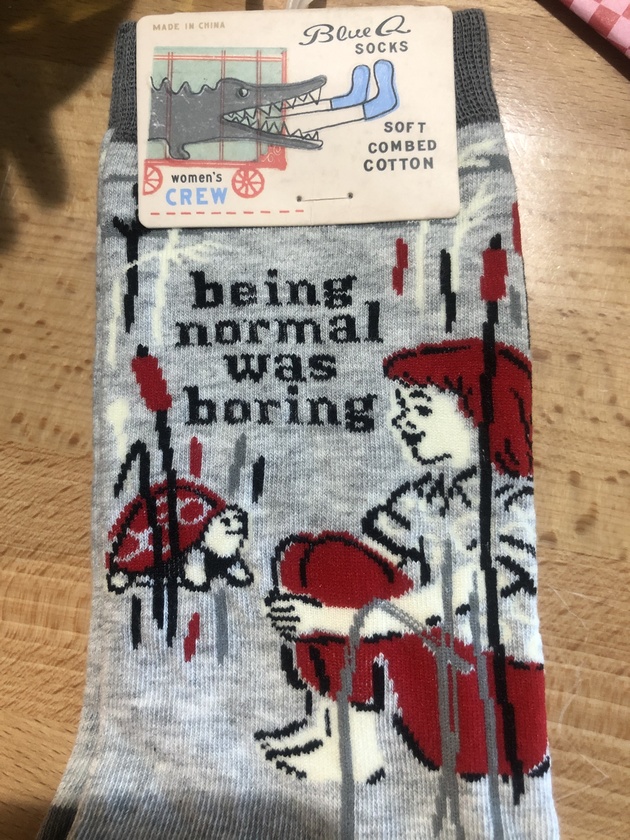 MADE IN CHINA
Blue Q
SOCKS
SOFT
COMBED
COTTON
women's
CREW
being
normal
was
boring